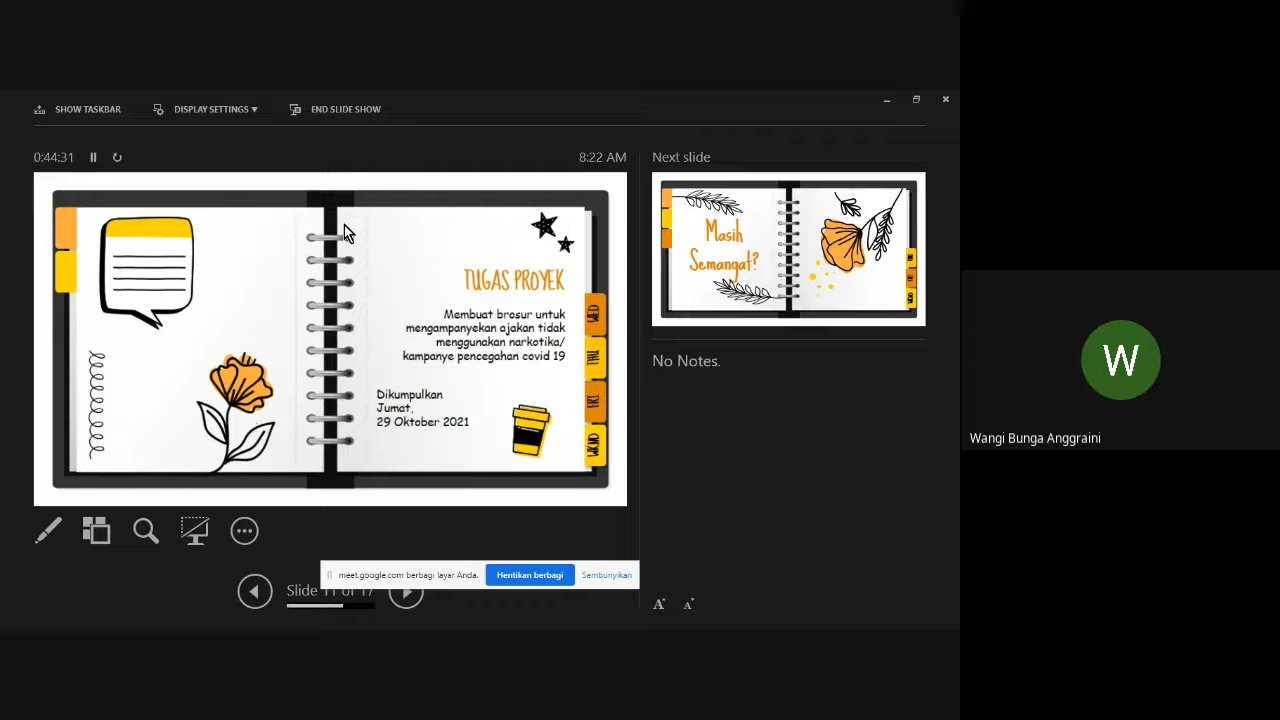 SHOW TASKBAR
DISPLAY SETTINGS ▾
END SLIDE SHOW
0:44:31
8:22 AM
TUGAS PROYEK
Membuat brosur untuk
mengampanyekan ajakan tidak
menggunakan narkotika/
kampanye pencegahan covid 19
Dikumpulkan
Jumat,
29 Oktober 2021
WED
THU
FRI
WKND
Next slide
Masih
Semangat?
No Notes.
meet.google.com berbagi layar Anda.
Hentikan berbagi
Sembunyikan
Slide 11 of 17
A
A
W
Wangi Bunga Anggraini